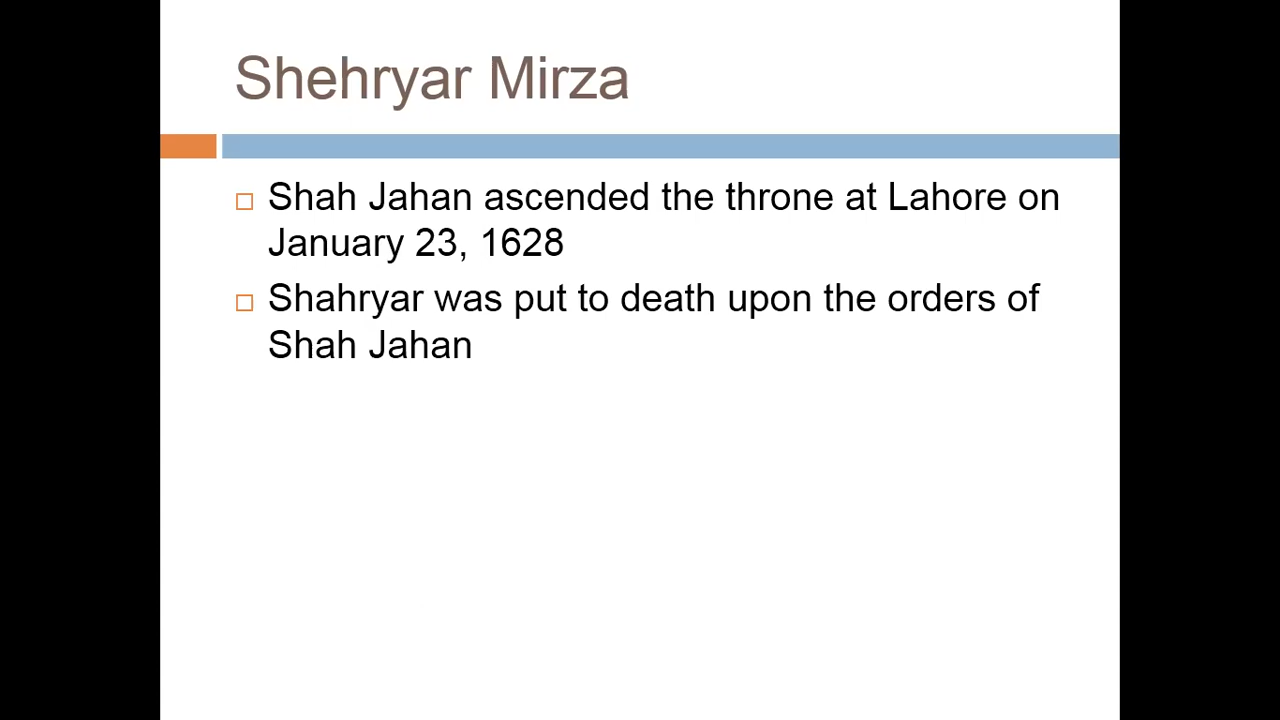 Shehryar Mirza
Shah Jahan ascended the throne at Lahore on
January 23, 1628
Shahryar was put to death upon the orders of
Shah Jahan